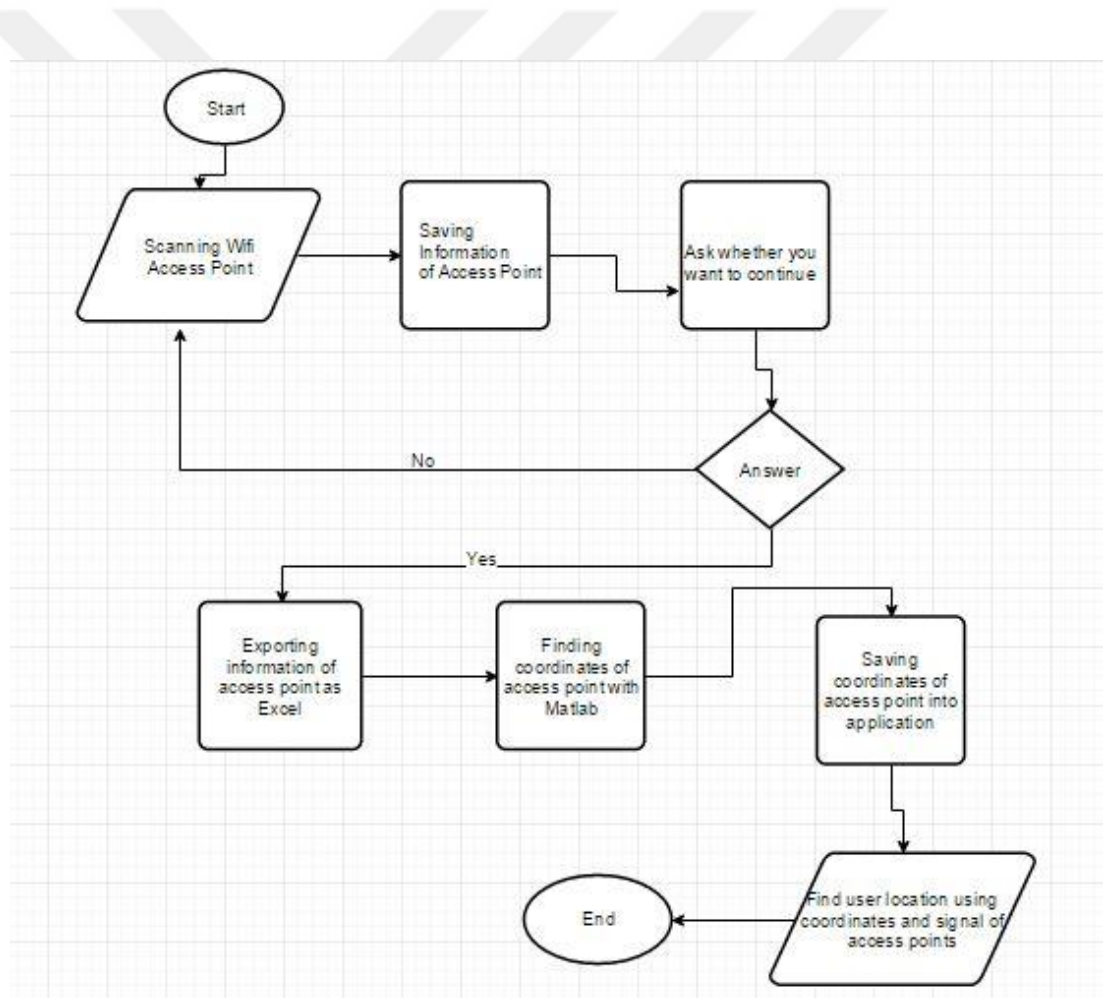 Start
Scanning Wifi
Access Point
Saving
Information
of Access Point
Ask whether you
want to continue
Answer
No
Yes
Exporting
information of
access point as
Excel
Finding
coordinates of
access point with
Matlab
Saving
coordinates of
access point into
application
Find user location using
coordinates and signal of
access points
End